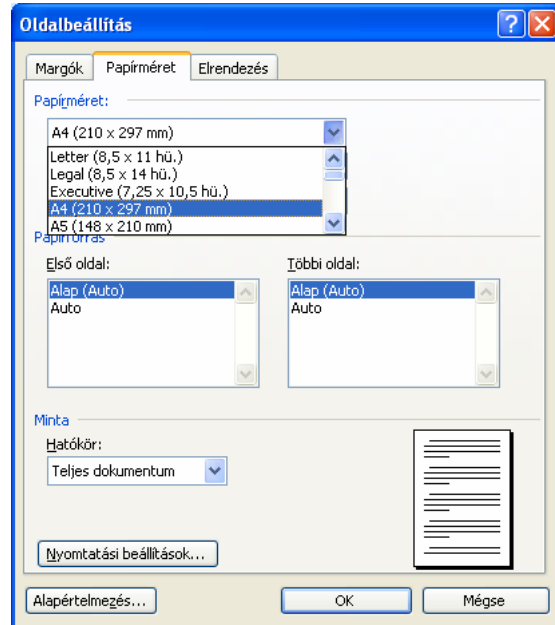 Oldalbeállítás
Margók Papírméret Elrendezés
Papírméret:
A4 (210 x 297 mm)
Letter (8,5 x 11 hü.)
Legal (8,5 x 14 hü.)
Executive (7,25 x 10,5 hü.)
A4 (210 x 297 mm)
A5 (148 x 210 mm)
Papírforrás
Első oldal: Többi oldal:
Alap (Auto) Alap (Auto)
Auto Auto
Minta
Hatókör:
Teljes dokumentum
Nyomtatási beállítások...
Alapértelmezés... OK Mégse